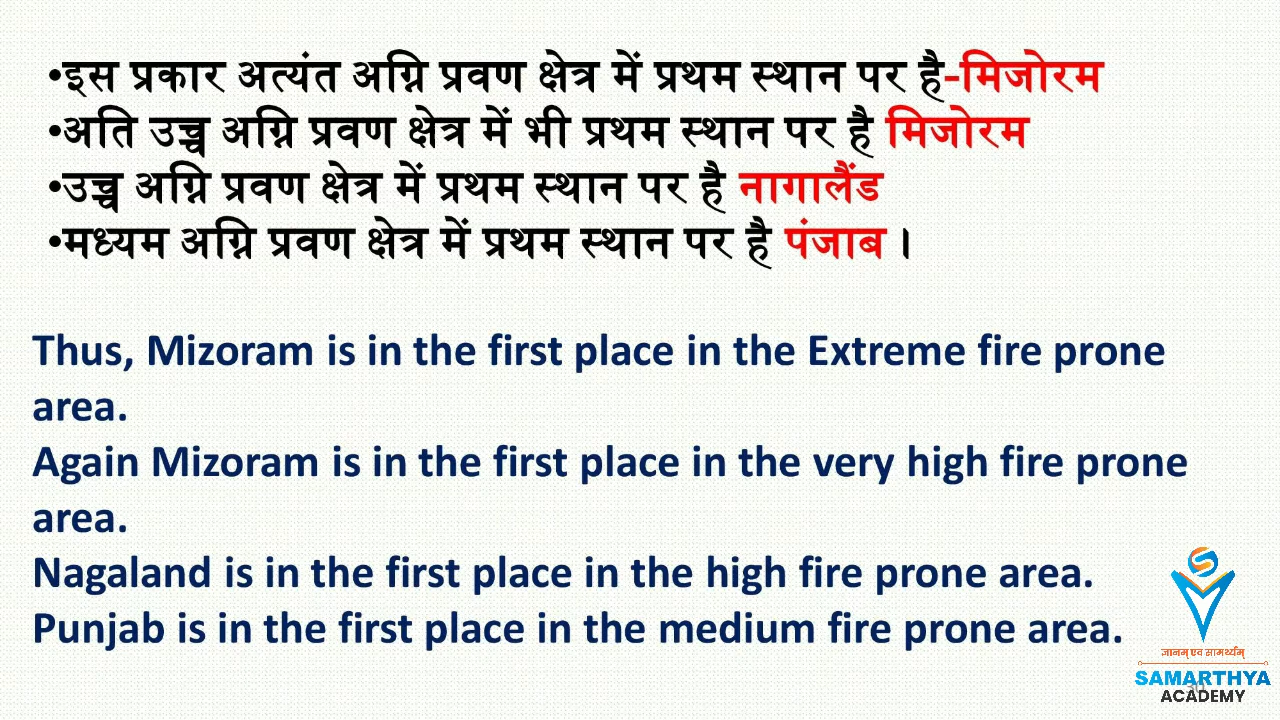 •इस प्रकार अत्यंत अग्नि प्रवण क्षेत्र में प्रथम स्थान पर है-मिजोरम
•अति उच्च अग्नि प्रवण क्षेत्र में भी प्रथम स्थान पर है मिजोरम
•उच्च अग्नि प्रवण क्षेत्र में प्रथम स्थान पर है नागालैंड
•मध्यम अग्नि प्रवण क्षेत्र में प्रथम स्थान पर है पंजाब ।
Thus, Mizoram is in the first place in the Extreme fire prone
area.
Again Mizoram is in the first place in the very high fire prone
area.
Nagaland is in the first place in the high fire prone area.
Punjab is in the first place in the medium fire prone area.
ज्ञानम् एव सामर्थ्यम्
SAMARTHYA
ACADEMY